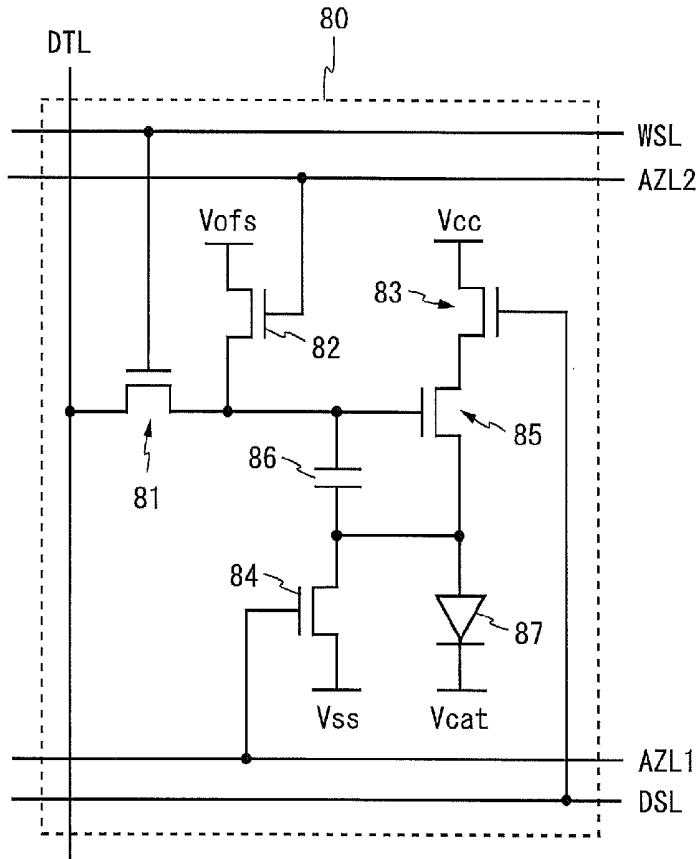 80
DTL
WSL
AZL2
Vofs
Vcc
83
82
85
86
81
84
87
Vss
Vcat
AZL1
DSL